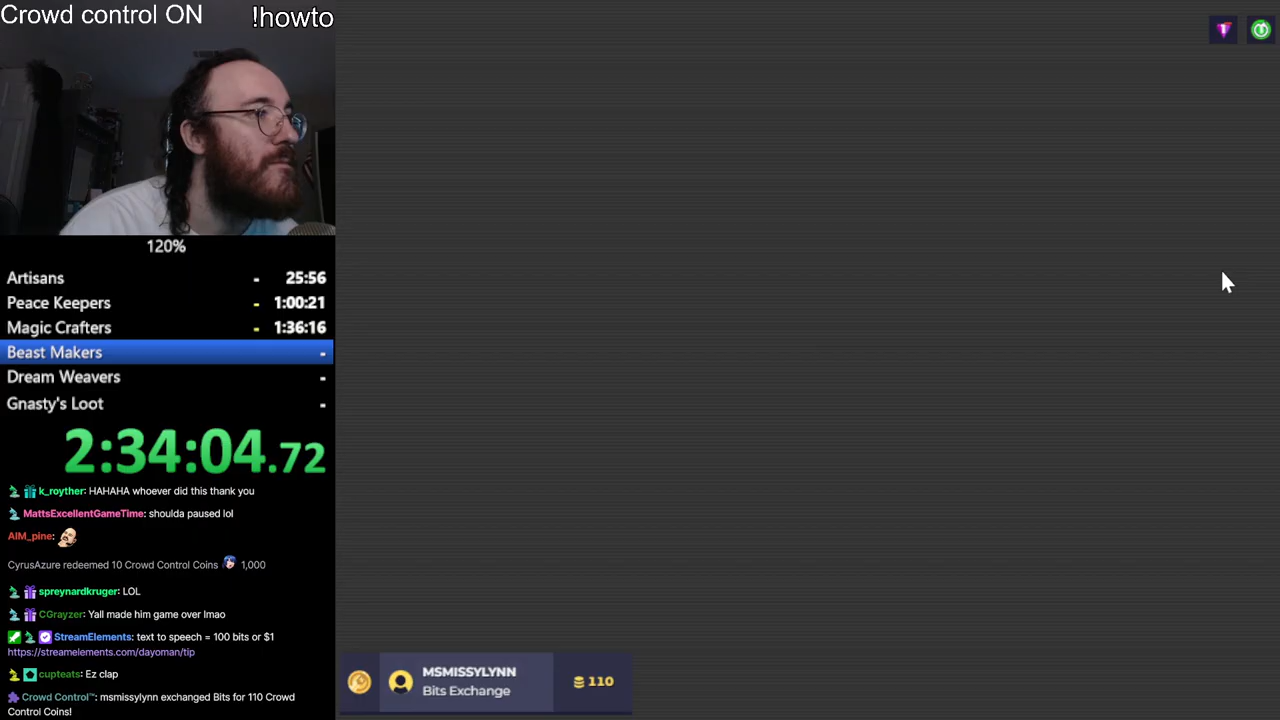 Crowd control ON
!howto
120%
Artisans - 25:56
Peace Keepers - 1:00:21
Magic Crafters - 1:36:16
Beast Makers -
Dream Weavers -
Gnasty's Loot -
2:34:04.72
k_royther: HAHAHA whoever did this thank you
MattsExcellentGameTime: shoulda paused lol
AIM_pine:
CyrusAzure redeemed 10 Crowd Control Coins 1,000
spreynardkruger: LOL
CGrayzer: Yall made him game over lmao
StreamElements: text to speech = 100 bits or $1
https://streamelements.com/dayoman/tip
cupteats: Ez clap
Crowd Control™: msmissylynn exchanged Bits for 110 Crowd
Control Coins!
MSMISSYLYNN
Bits Exchange
110